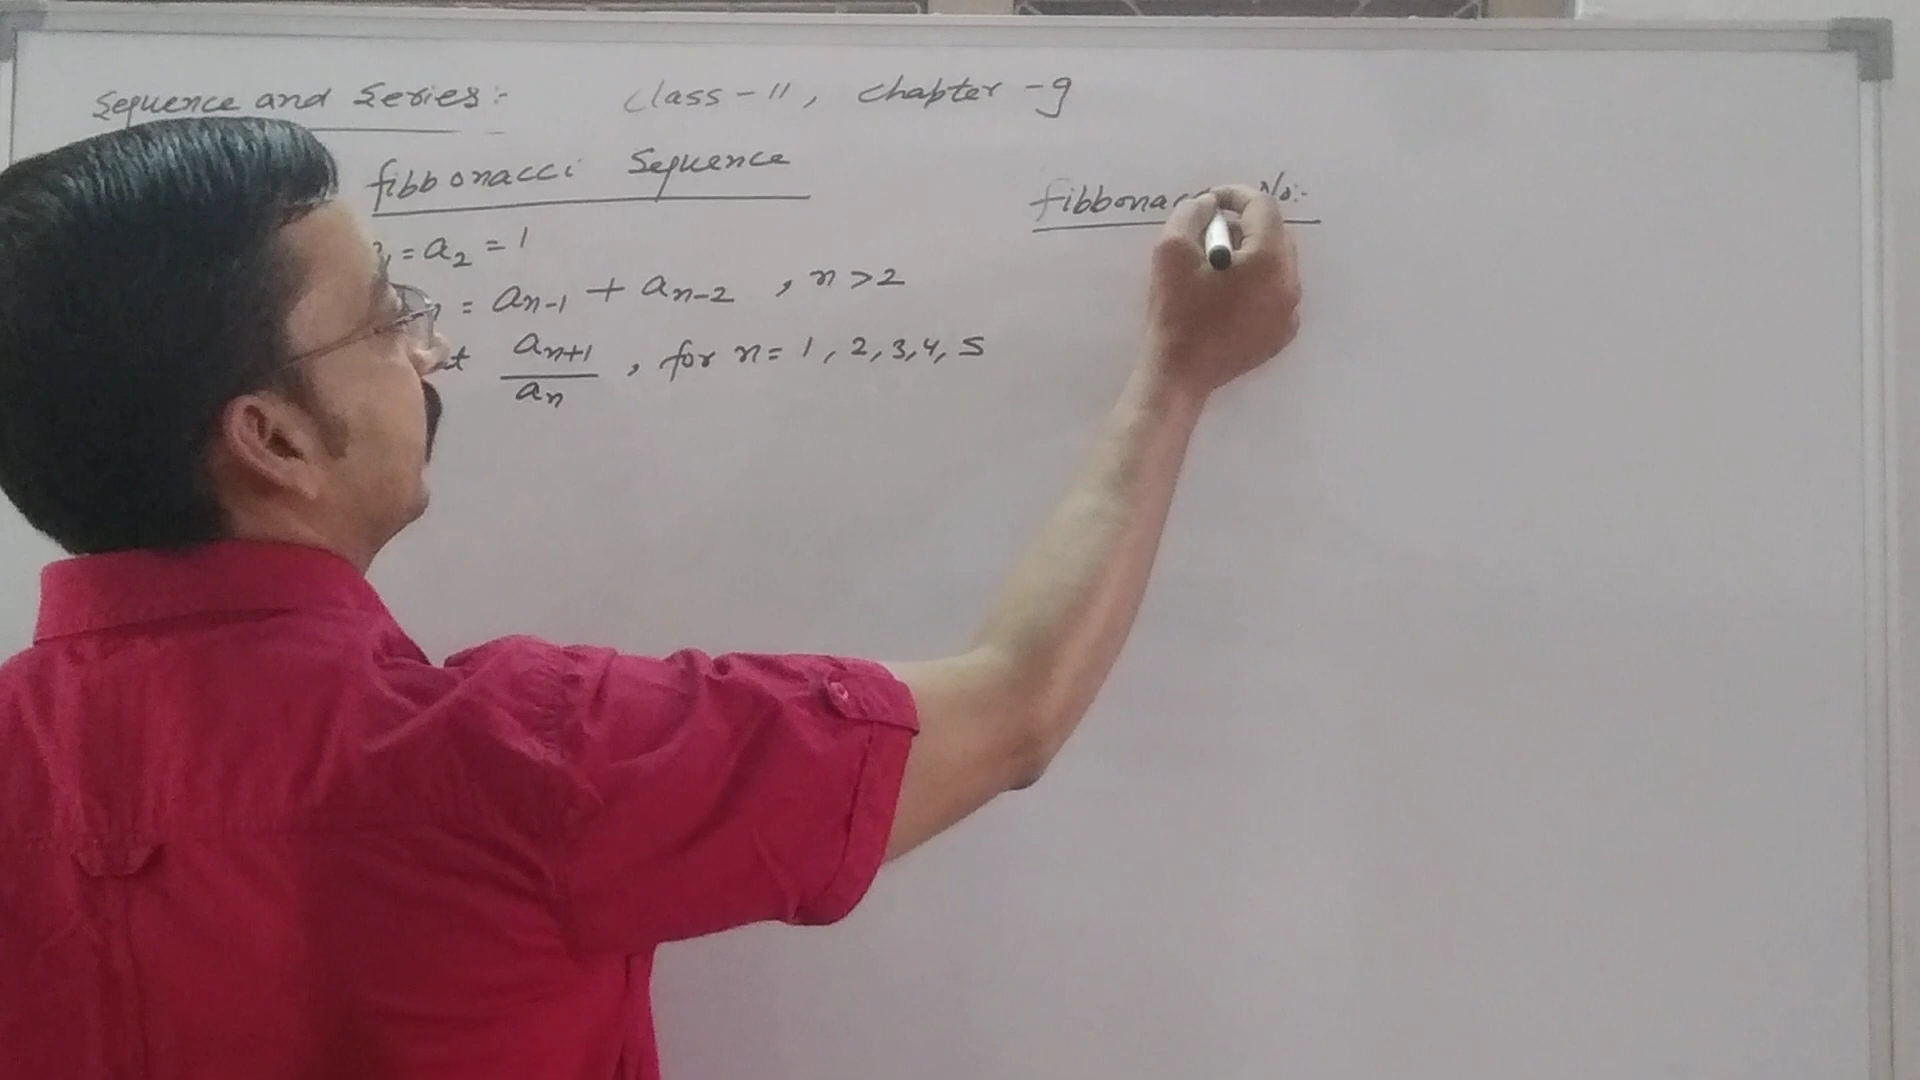 Sequence and Series:- Class-11, Chapter-9
fibbonacci Sequence
= a2 = 1
= an-1 + an-2 , n>2
an+1/an , for n= 1, 2, 3, 4, 5
No:-